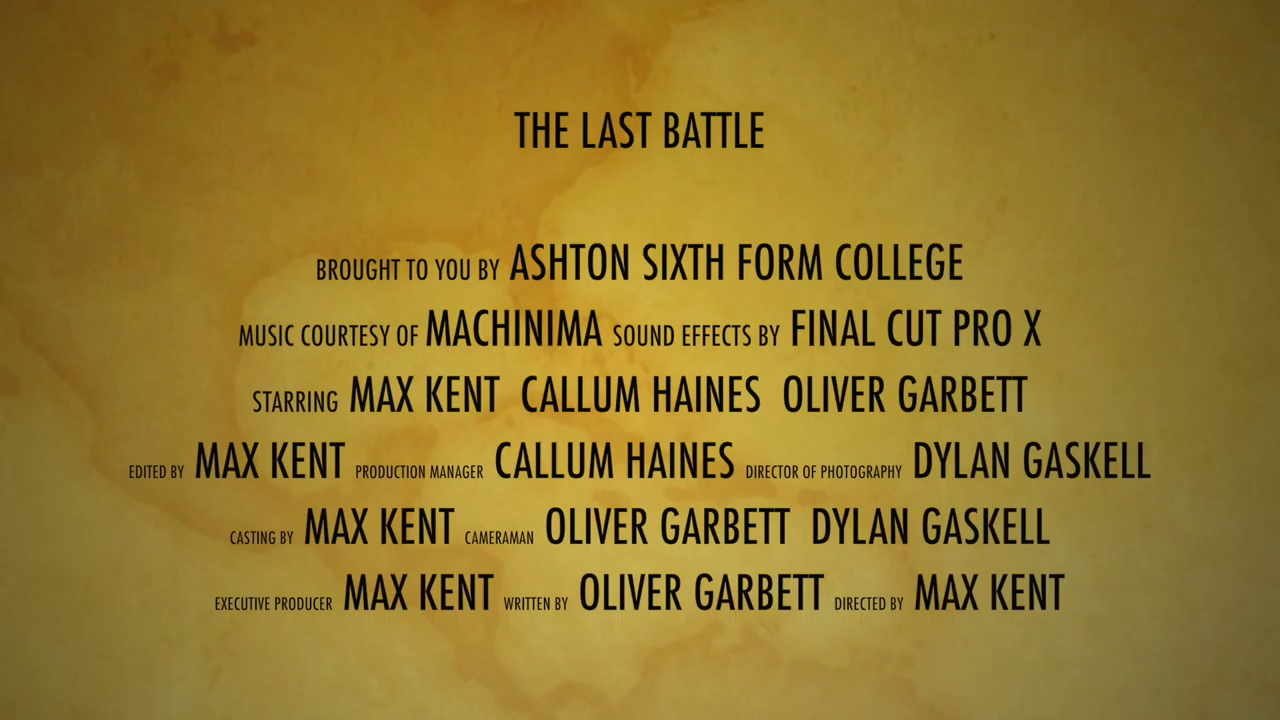 THE LAST BATTLE
BROUGHT TO YOU BY ASHTON SIXTH FORM COLLEGE
MUSIC COURTESY OF MACHINIMA SOUND EFFECTS BY FINAL CUT PRO X
STARRING MAX KENT CALLUM HAINES OLIVER GARBETT
EDITED BY MAX KENT PRODUCTION MANAGER CALLUM HAINES DIRECTOR OF PHOTOGRAPHY DYLAN GASKELL
CASTING BY MAX KENT CAMERAMAN OLIVER GARBETT DYLAN GASKELL
EXECUTIVE PRODUCER MAX KENT WRITTEN BY OLIVER GARBETT DIRECTED BY MAX KENT